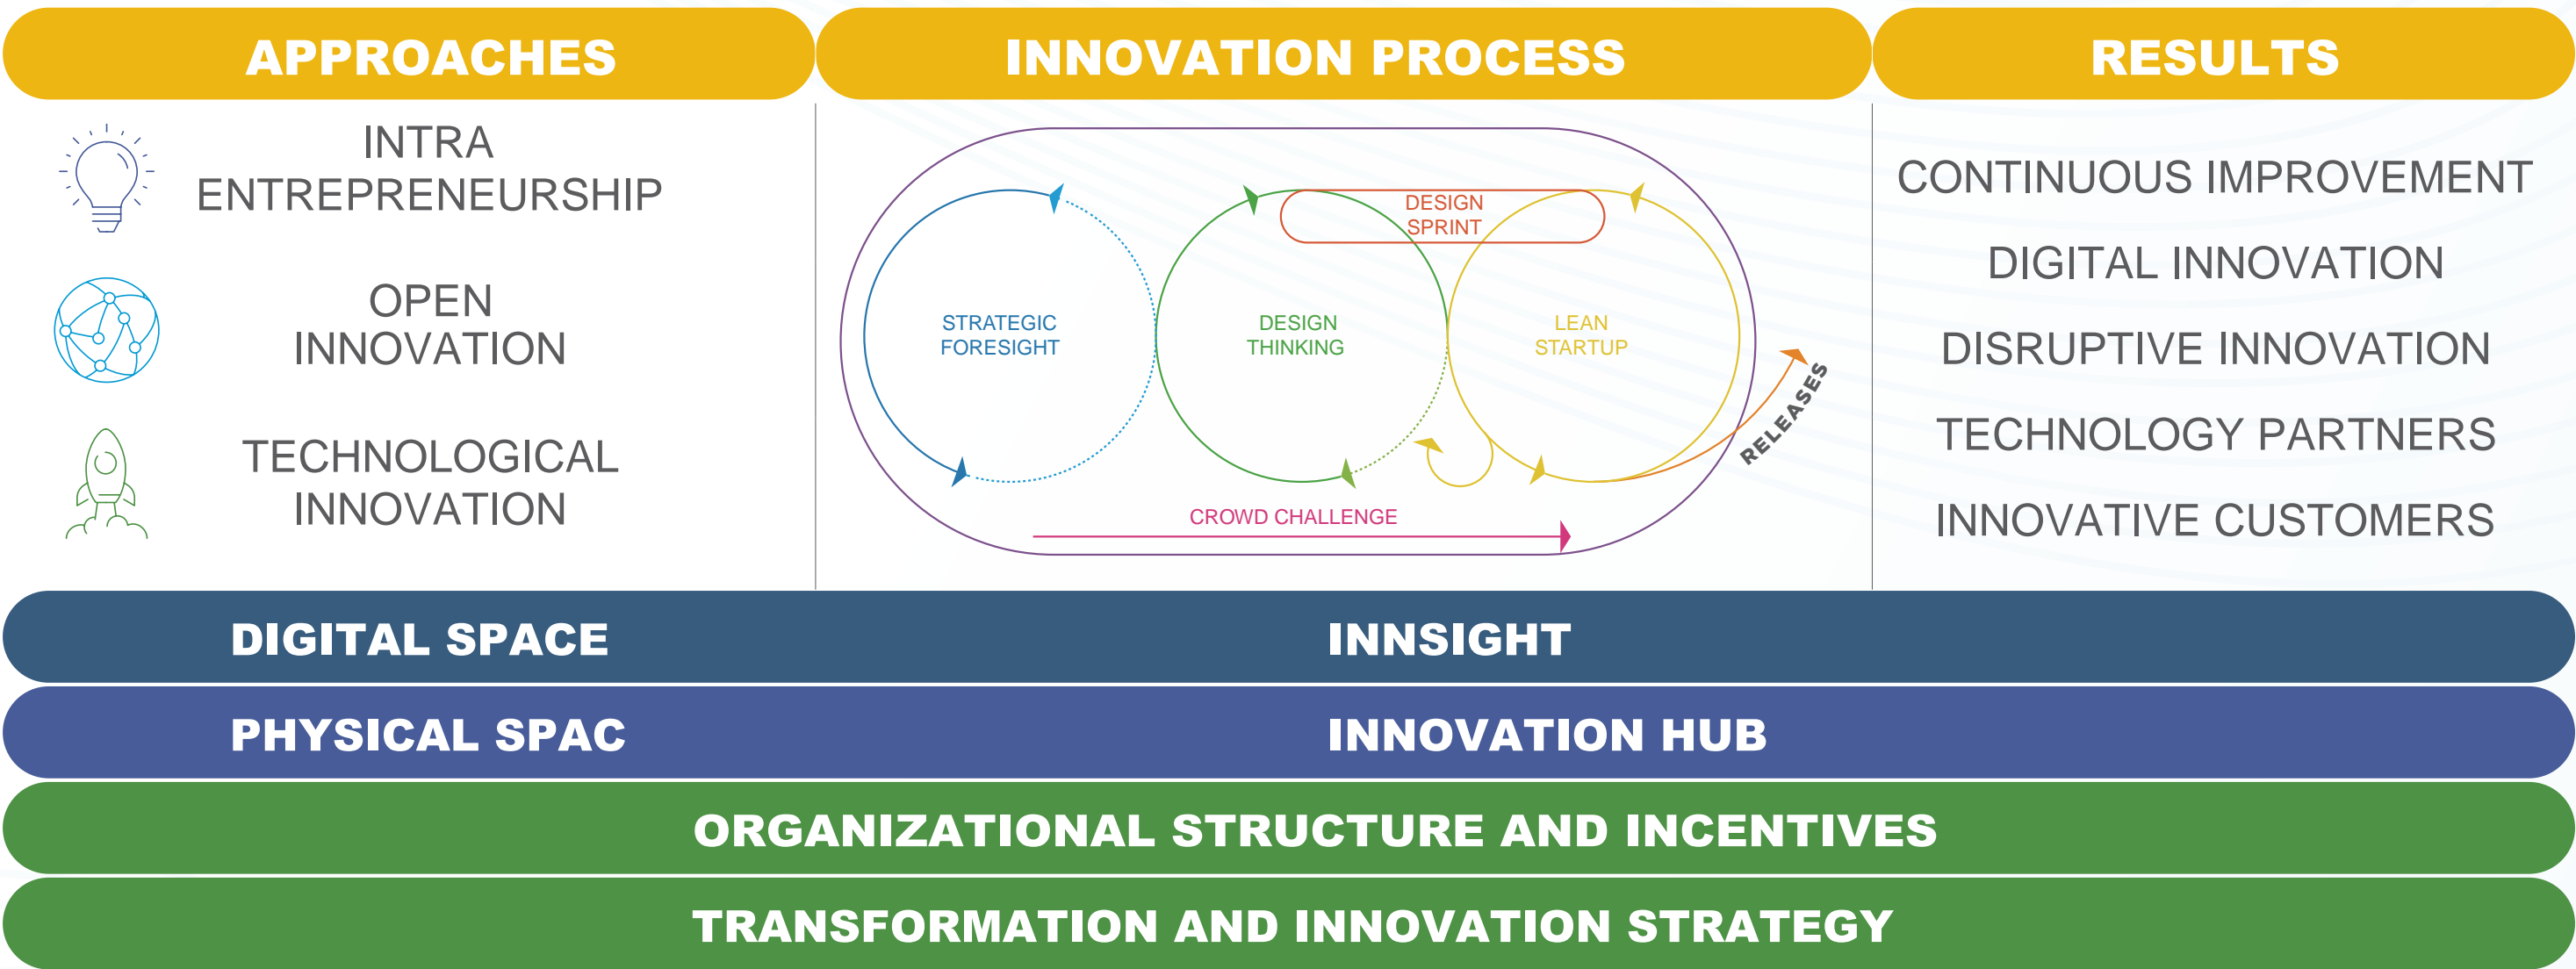 APPROACHES
INNOVATION PROCESS
RESULTS
INTRA
ENTREPRENEURSHIP
OPEN
INNOVATION
TECHNOLOGICAL
INNOVATION
DESIGN
SPRINT
STRATEGIC
FORESIGHT
DESIGN
THINKING
LEAN
STARTUP
RELEASES
CROWD CHALLENGE
CONTINUOUS IMPROVEMENT
DIGITAL INNOVATION
DISRUPTIVE INNOVATION
TECHNOLOGY PARTNERS
INNOVATIVE CUSTOMERS
DIGITAL SPACE
INNSIGHT
PHYSICAL SPAC
INNOVATION HUB
ORGANIZATIONAL STRUCTURE AND INCENTIVES
TRANSFORMATION AND INNOVATION STRATEGY